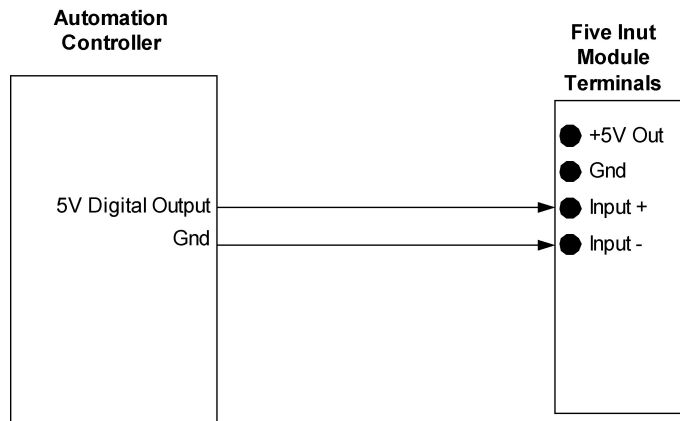 Automation
Controller
Five Inut
Module
Terminals
+5V Out
Gnd
5V Digital Output
Input +
Gnd
Input -